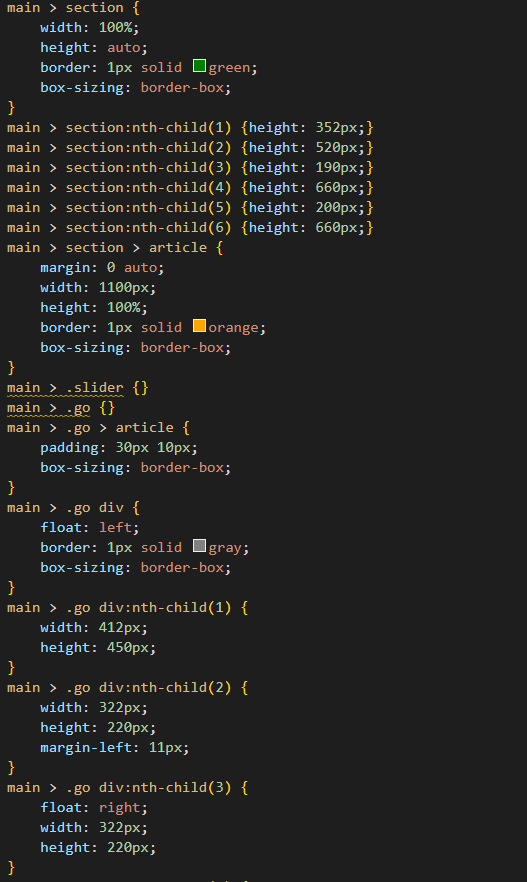 main > section {
    width: 100%;
    height: auto;
    border: 1px solid green;
    box-sizing: border-box;
}
main > section:nth-child(1) {height: 352px;}
main > section:nth-child(2) {height: 520px;}
main > section:nth-child(3) {height: 190px;}
main > section:nth-child(4) {height: 660px;}
main > section:nth-child(5) {height: 200px;}
main > section:nth-child(6) {height: 660px;}
main > section > article {
    margin: 0 auto;
    width: 1100px;
    height: 100%;
    border: 1px solid orange;
    box-sizing: border-box;
}
main > .slider {}
main > .go {}
main > .go > article {
    padding: 30px 10px;
    box-sizing: border-box;
}
main > .go div {
    float: left;
    border: 1px solid gray;
    box-sizing: border-box;
}
main > .go div:nth-child(1) {
    width: 412px;
    height: 450px;
}
main > .go div:nth-child(2) {
    width: 322px;
    height: 220px;
    margin-left: 11px;
}
main > .go div:nth-child(3) {
    float: right;
    width: 322px;
    height: 220px;
}